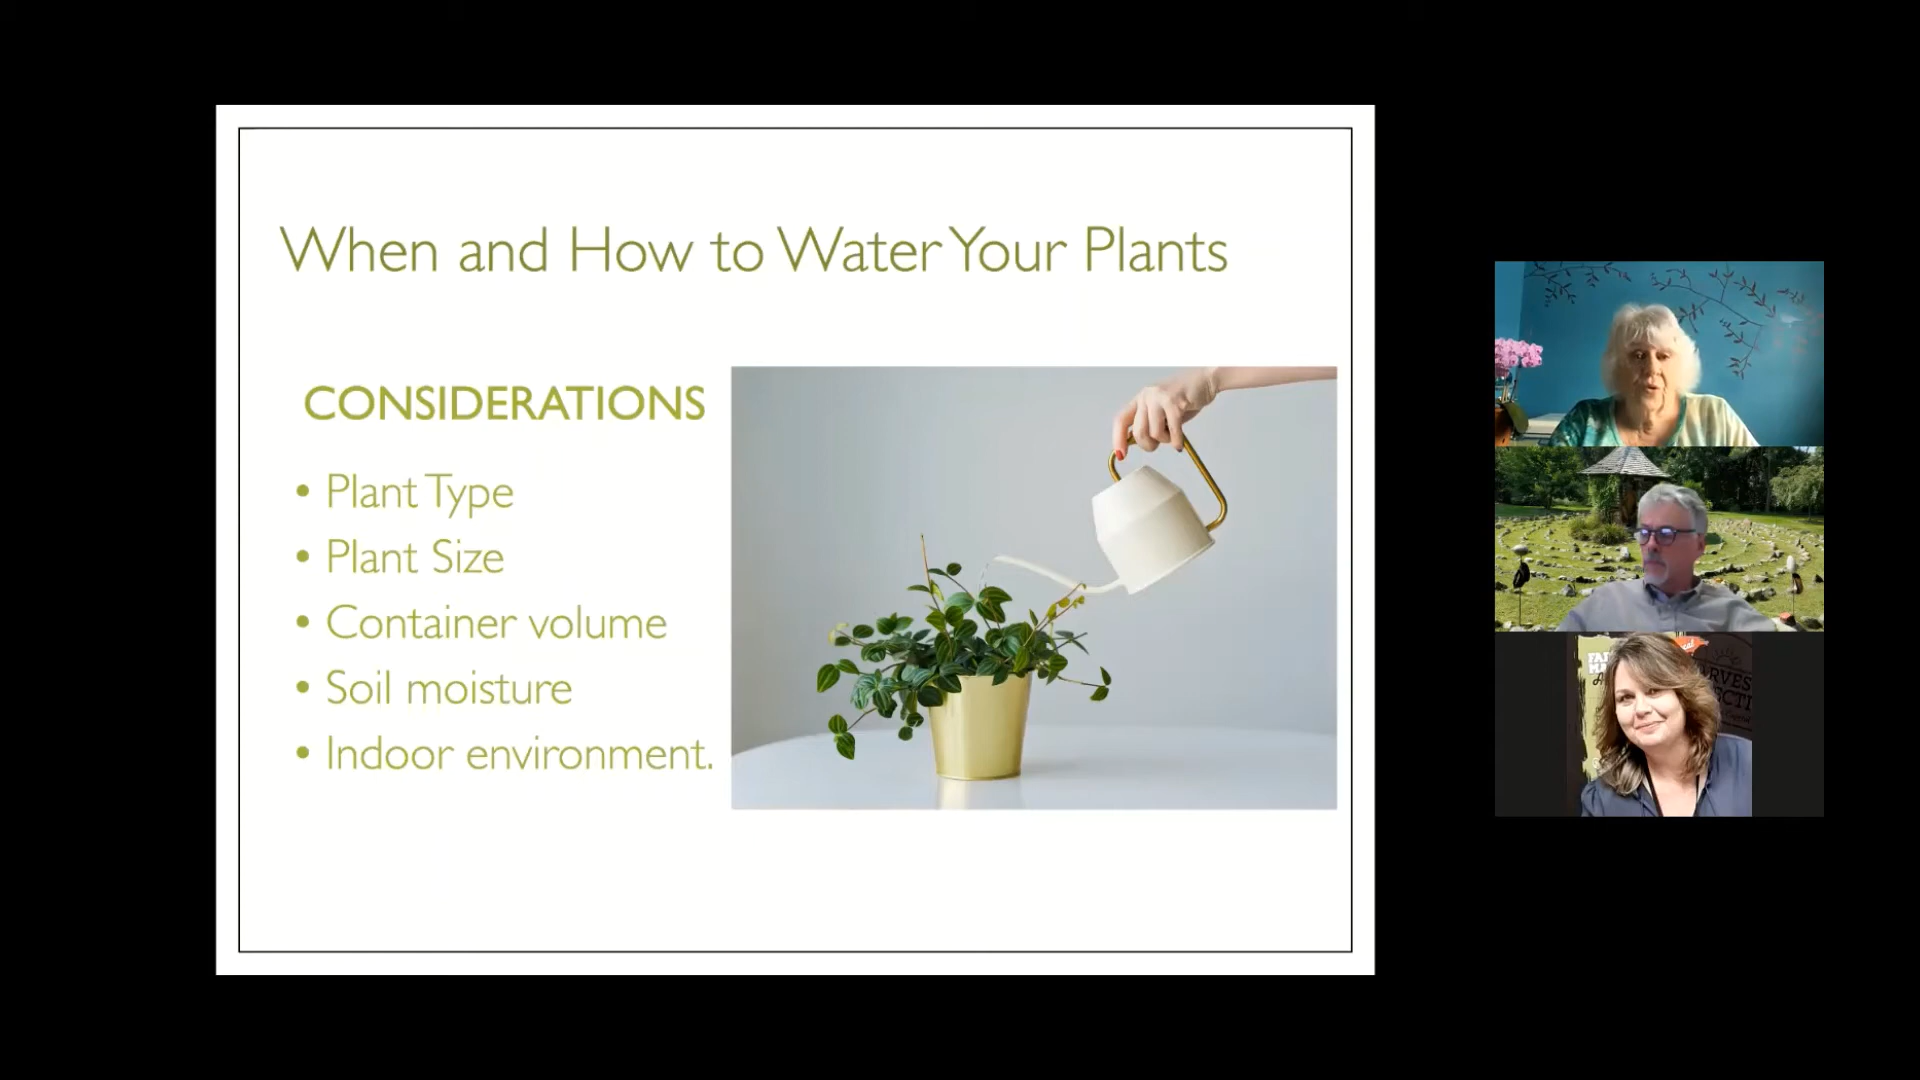 When and How to Water Your Plants
CONSIDERATIONS
• Plant Type
• Plant Size
• Container volume
• Soil moisture
• Indoor environment.